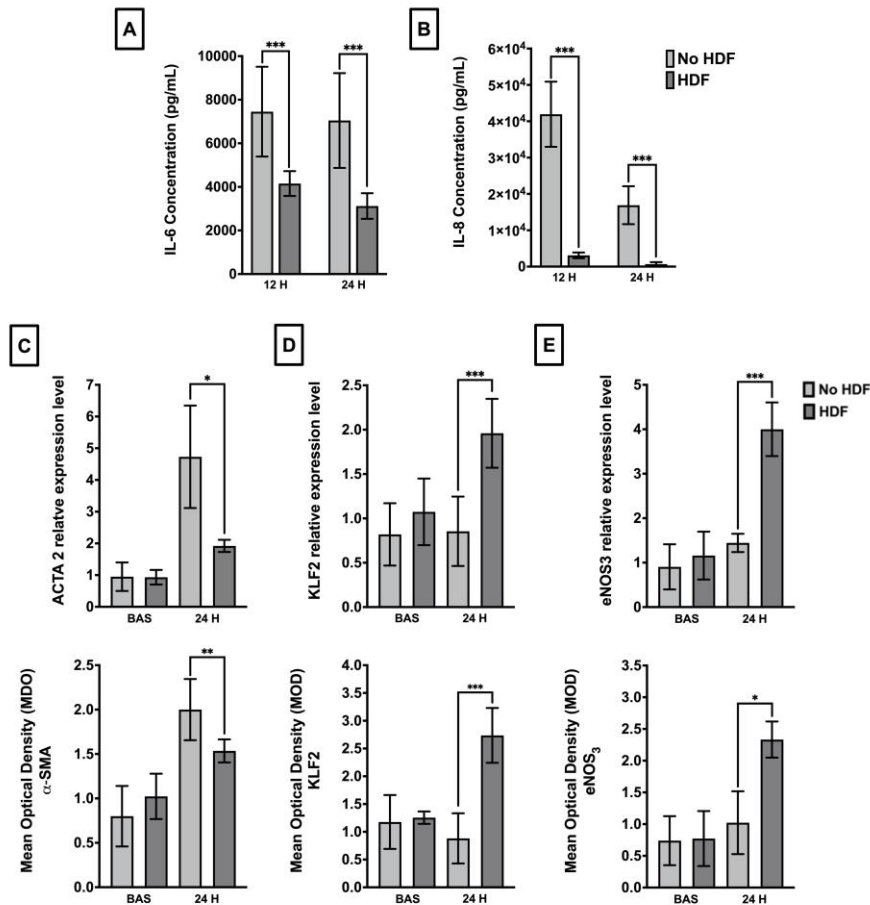 A
IL-6 Concentration (pg/mL)
10000
8000
6000
4000
2000
0
***
***
12 H
24 H
B
IL-8 Concentration (pg/mL)
6×10⁴
5×10⁴
4×10⁴
3×10⁴
2×10⁴
1×10⁴
0
***
***
12 H
24 H
No HDF
HDF
C
ACTA 2 relatve expression level
7
6
5
4
3
2
1
0
*
BAS
24 H
D
KLF2 relative expression level
2.5
2.0
1.5
1.0
0.5
0.0
***
BAS
24 H
E
eNOS3 relative expression level
5
4
3
2
1
0
***
BAS
24 H
No HDF
HDF
Mean Optical Density (MDO)
α-SMA
2.5
2.0
1.5
1.0
0.5
0.0
**
BAS
24 H
Mean Optical Density (MOD)
KLF2
4.0
3.5
3.0
2.5
2.0
1.5
1.0
0.5
0.0
***
BAS
24 H
Mean Optical Density (MOD)
eNOS₃
3.5
3.0
2.5
2.0
1.5
1.0
0.5
0.0
*
BAS
24 H